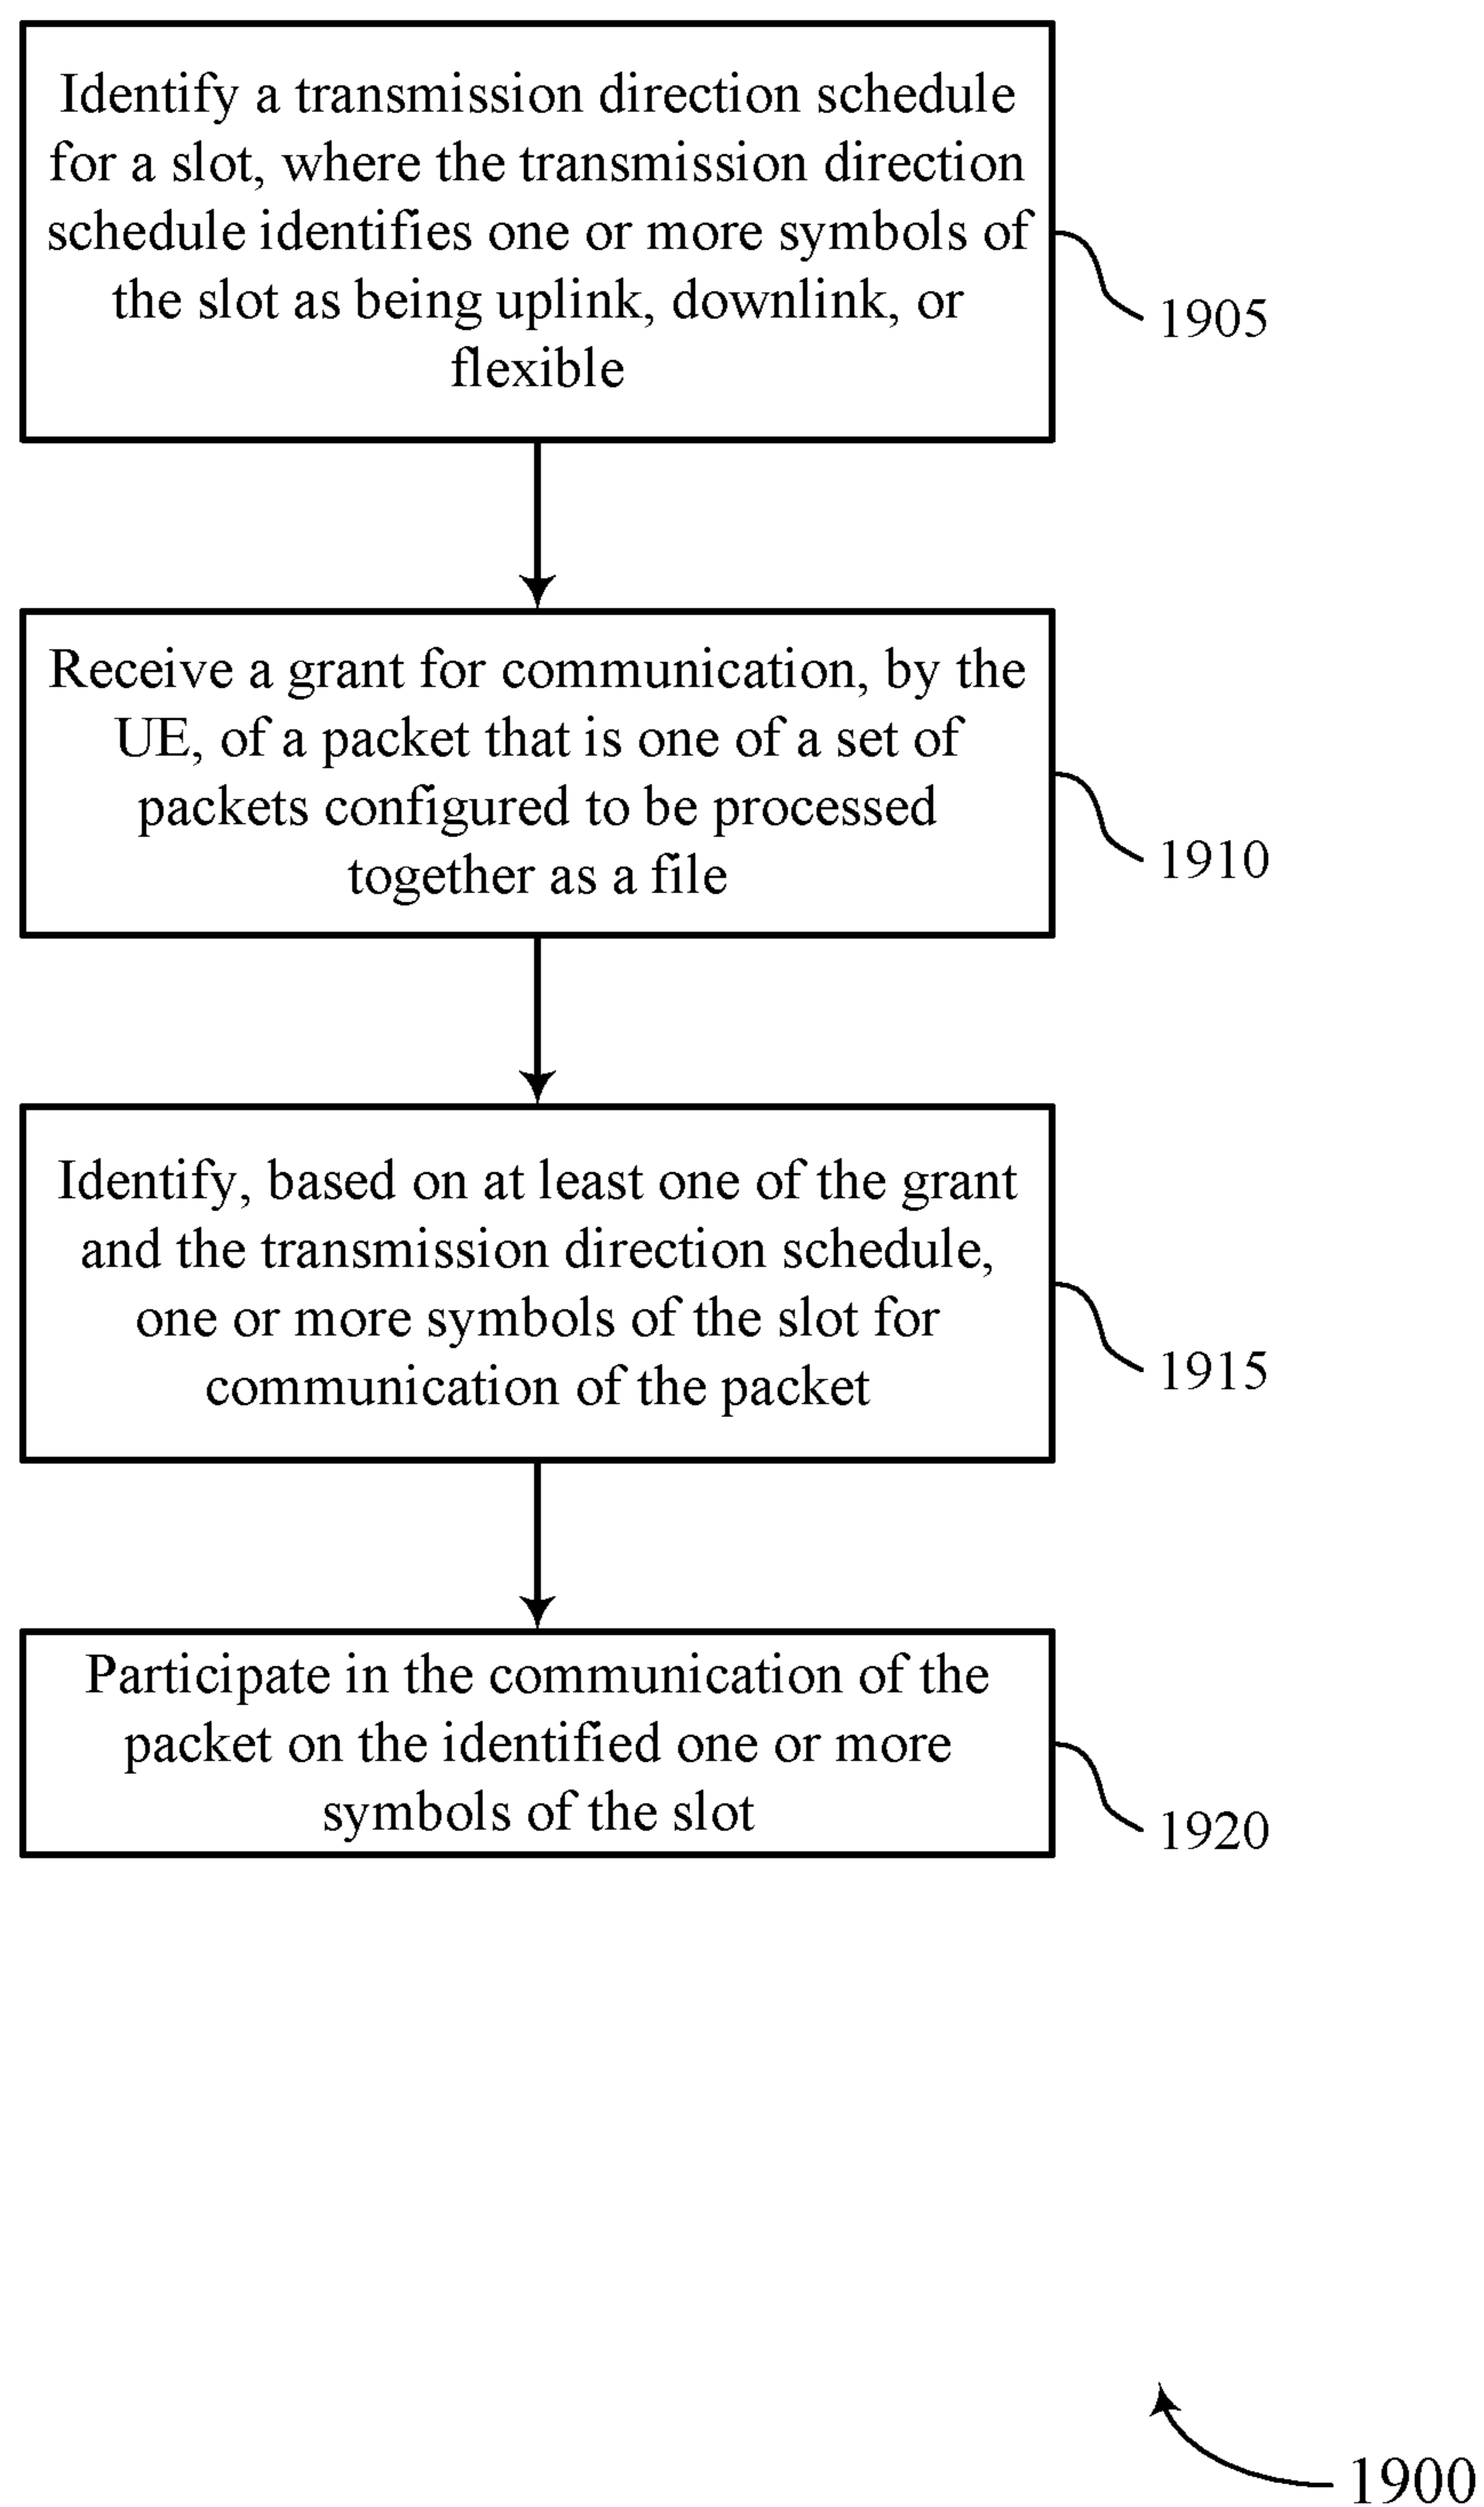 Identify a transmission direction schedule
for a slot, where the transmission direction
schedule identifies one or more symbols of
the slot as being uplink, downlink, or
flexible
1905
Receive a grant for communication, by the
UE, of a packet that is one of a set of
packets configured to be processed
together as a file
1910
Identify, based on at least one of the grant
and the transmission direction schedule,
one or more symbols of the slot for
communication of the packet
1915
Participate in the communication of the
packet on the identified one or more
symbols of the slot
1920
1900